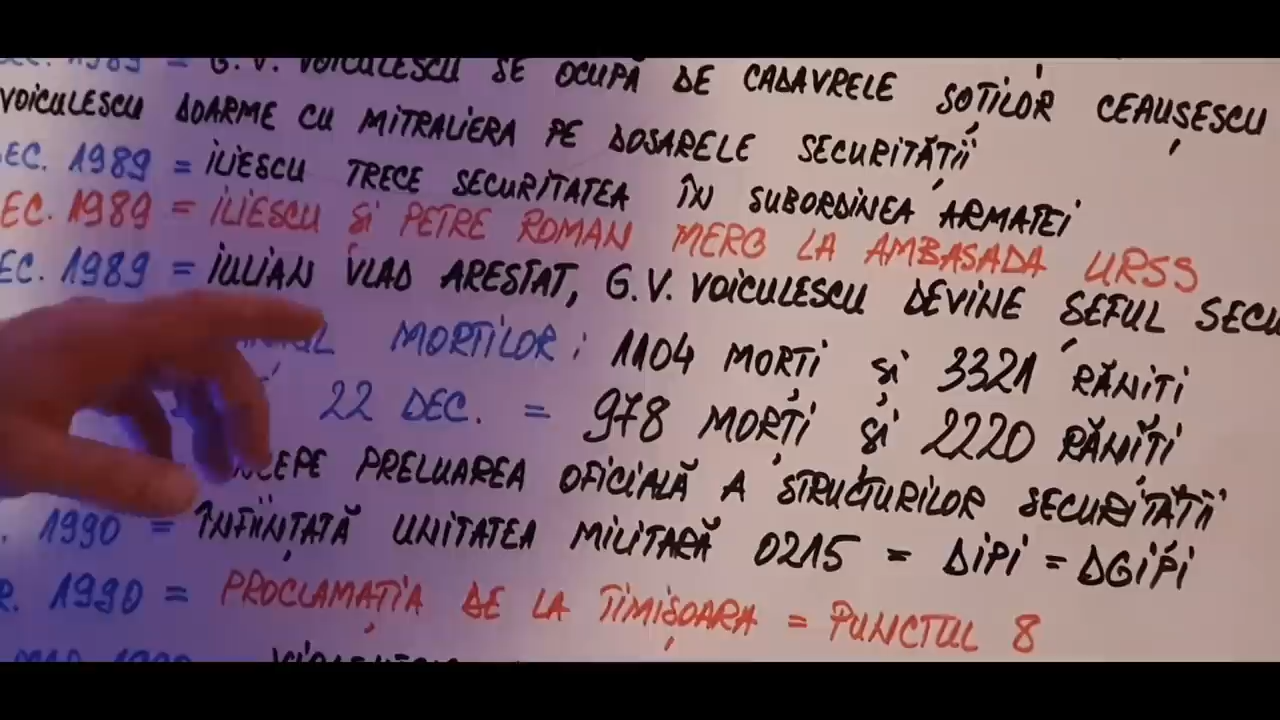 1989 = G.V. VOICULESCU SE OCUPĂ DE CADAVRELE SOȚILOR CEAUȘESCU
VOICULESCU DOARME CU MITRALIERA PE DOSARELE SECURITĂȚII
EC. 1989 = ILIESCU TRECE SECURITATEA ÎN SUBORDINEA ARMATEI
EC. 1989 = ILIESCU ȘI PETRE ROMAN MERG LA AMBASADA URSS
EC. 1989 = IULIAN VLAD ARESTAT, G.V. VOICULESCU DEVINE ȘEFUL SECU
MORȚILOR: 1104 MORȚI ȘI 3321 RĂNIȚI
22 DEC. = 978 MORȚI ȘI 2220 RĂNIȚI
NCEPE PRELUAREA OFICIALĂ A STRUCTURILOR SECURITĂȚII
. 1990 = ÎNFIINȚATĂ UNITATEA MILITARĂ 0215 = DIPI = DGIPI
R. 1990 = PROCLAMAȚIA DE LA TIMIȘOARA = PUNCTUL 8